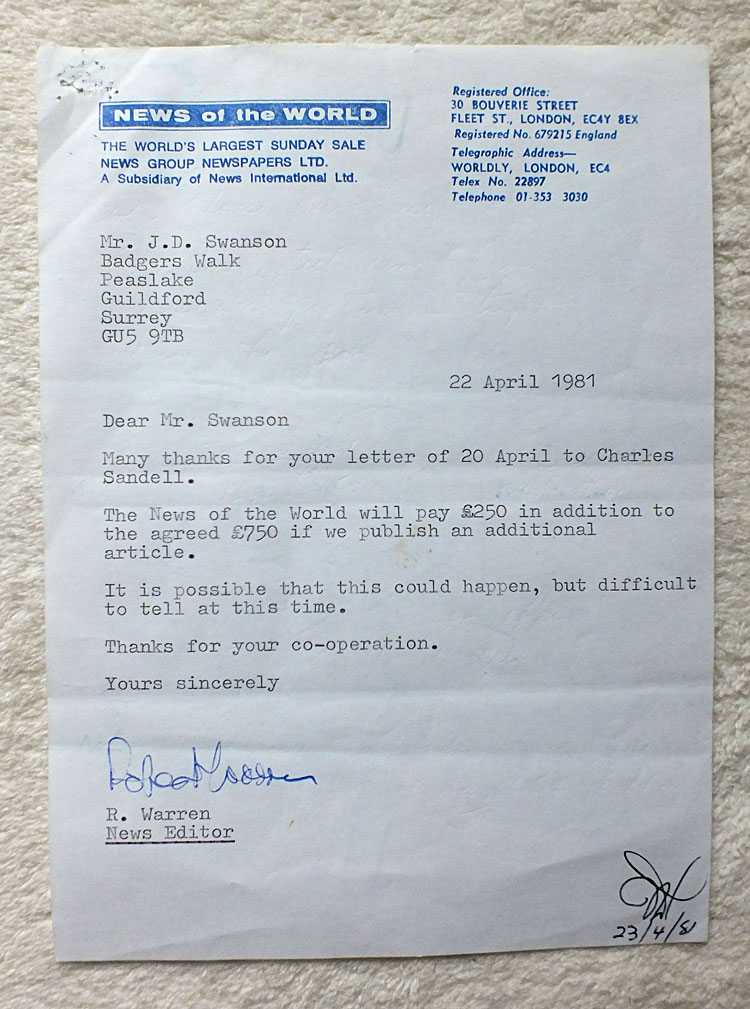 NEWS of the WORLD
THE WORLD'S LARGEST SUNDAY SALE
NEWS GROUP NEWSPAPERS LTD.
A Subsidiary of News International Ltd.
Registered Office:
30 BOUVERIE STREET
FLEET ST., LONDON, EC4Y 8EX
Registered No. 679215 England
Telegraphic Address—
WORLDLY, LONDON, EC4
Telex No. 22897
Telephone 01-353 3030
Mr. J.D. Swanson
Badgers Walk
Peaslake
Guildford
Surrey
GU5 9TB
22 April 1981
Dear Mr. Swanson
Many thanks for your letter of 20 April to Charles
Sandell.
The News of the World will pay £250 in addition to
the agreed £750 if we publish an additional
article.
It is possible that this could happen, but difficult
to tell at this time.
Thanks for your co-operation.
Yours sincerely
R. Warren
News Editor
23/4/81